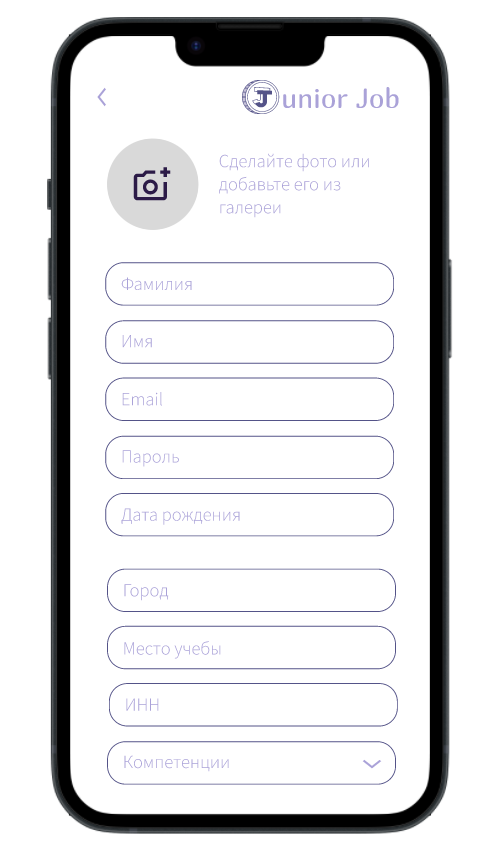 Junior Job
Сделайте фото или
добавьте его из
галереи
Фамилия
Имя
Email
Пароль
Дата рождения
Город
Место учебы
ИНН
Компетенции